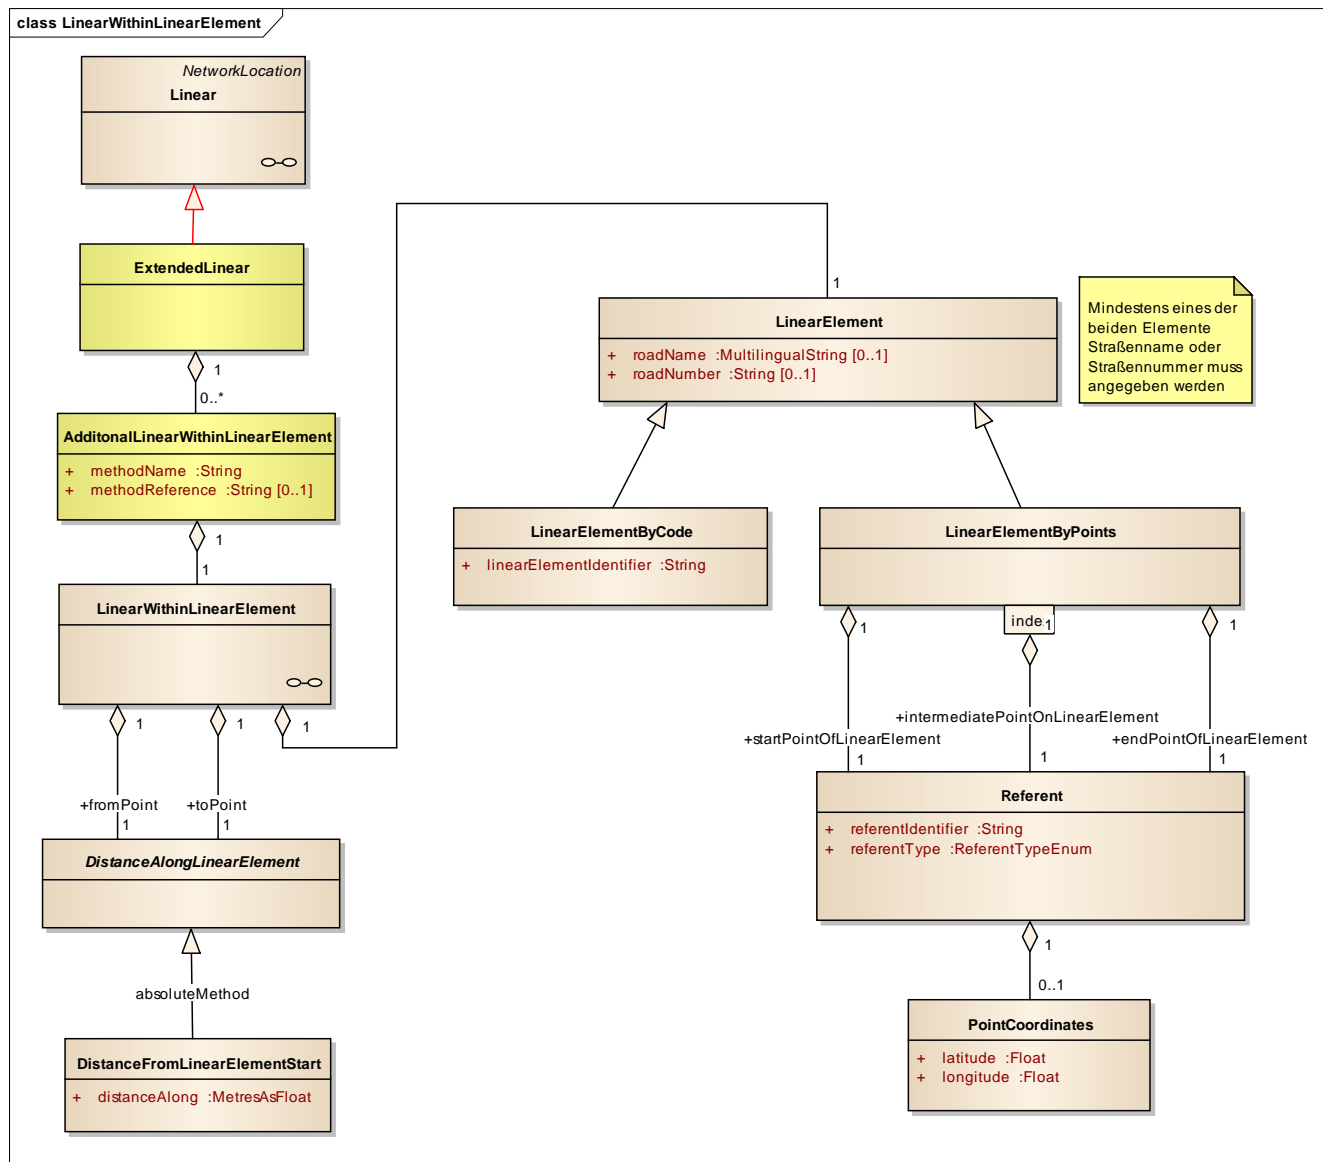 class LinearWithinLinearElement
NetworkLocation
Linear
ExtendedLinear
1
0..*
AdditonalLinearWithinLinearElement
+ methodName :String
+ methodReference :String [0..1]
1
1
LinearWithinLinearElement
1
1
1
+fromPoint
+toPoint
1
1
DistanceAlongLinearElement
absoluteMethod
DistanceFromLinearElementStart
+ distanceAlong :MetresAsFloat
1
LinearElement
+ roadName :MultilingualString [0..1]
+ roadNumber :String [0..1]
Mindestens eines der
beiden Elemente
Straßenname oder
Straßennummer muss
angegeben werden
LinearElementByCode
+ linearElementIdentifier :String
LinearElementByPoints
1
1
1
+intermediatePointOnLinearElement
+startPointOfLinearElement
+endPointOfLinearElement
1
1
1
Referent
+ referentIdentifier :String
+ referentType :ReferentTypeEnum
1
0..1
PointCoordinates
+ latitude :Float
+ longitude :Float